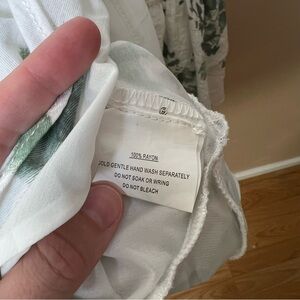 100% RAYON
COLD GENTLE HAND WASH SEPARATELY
DO NOT SOAK OR WRING
DO NOT BLEACH